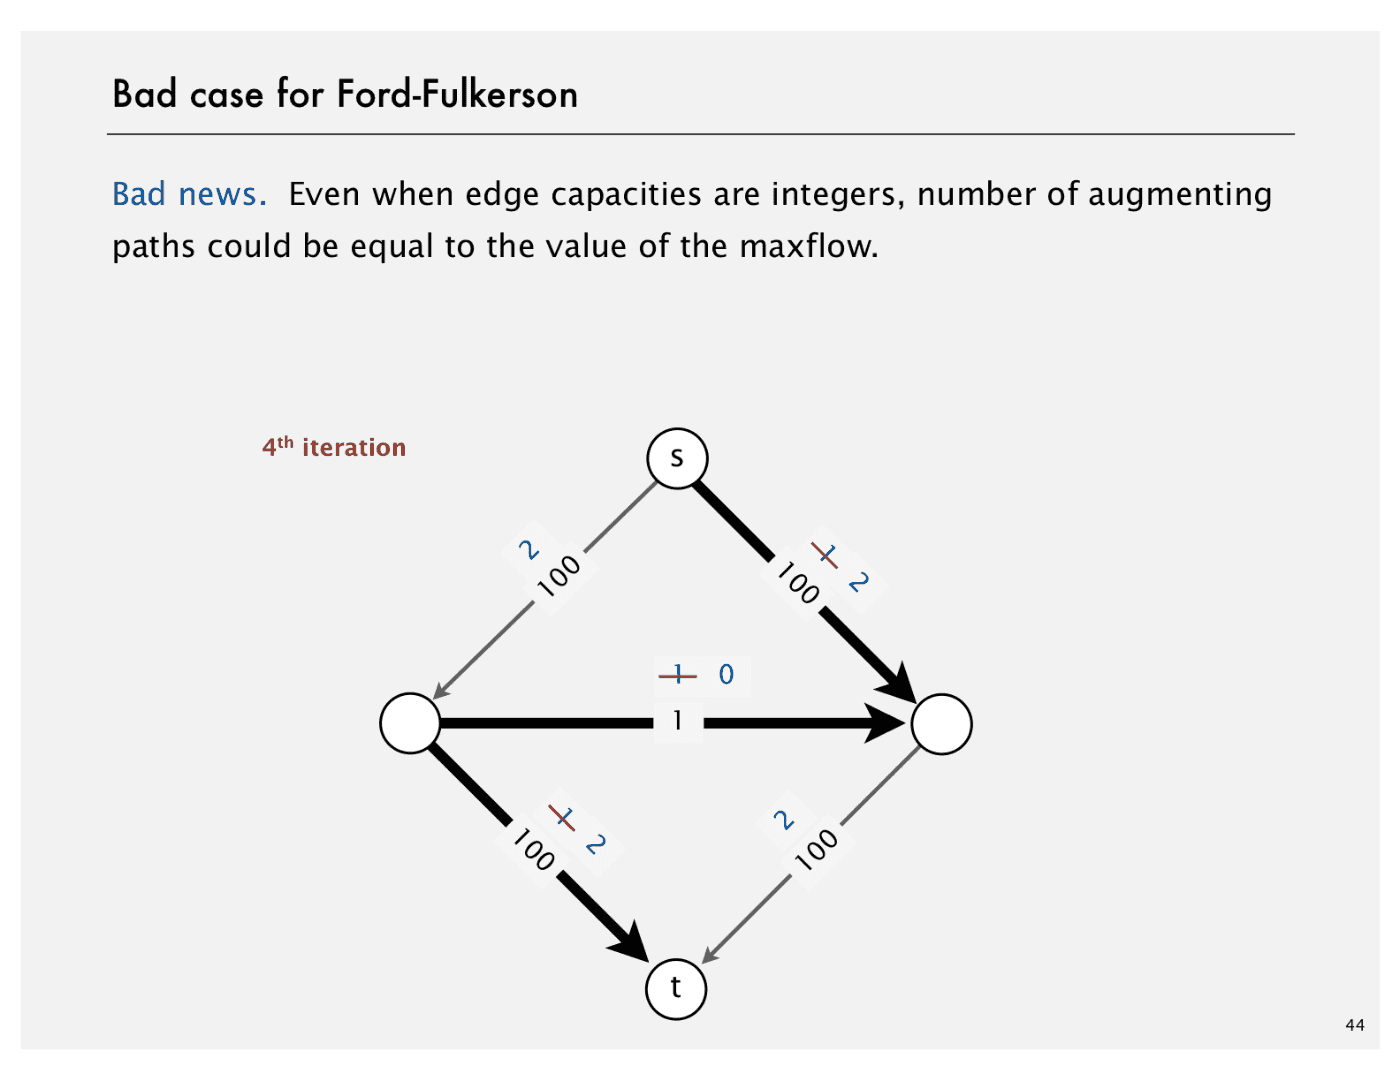 Bad case for Ford-Fulkerson
Bad news. Even when edge capacities are integers, number of augmenting
paths could be equal to the value of the maxflow.
4th iteration
s
2
100
1 2
100
1 0
1
1 2
100
2
100
t
44